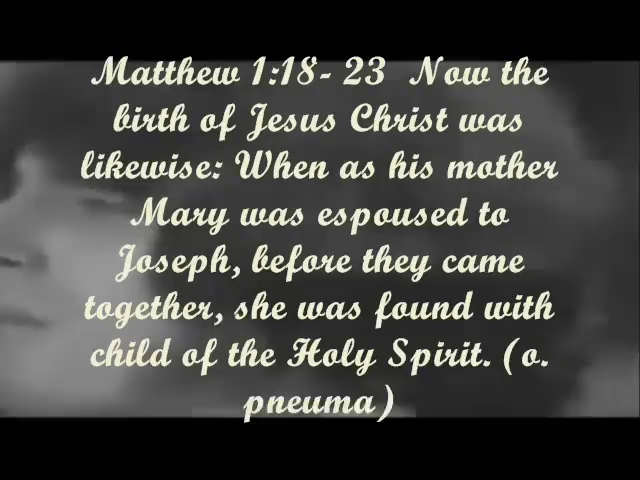 Matthew 1:18- 23 Now the
birth of Jesus Christ was
likewise: When as his mother
Mary was espoused to
Joseph, before they came
together, she was found with
child of the Holy Spirit. (o.
pneuma)